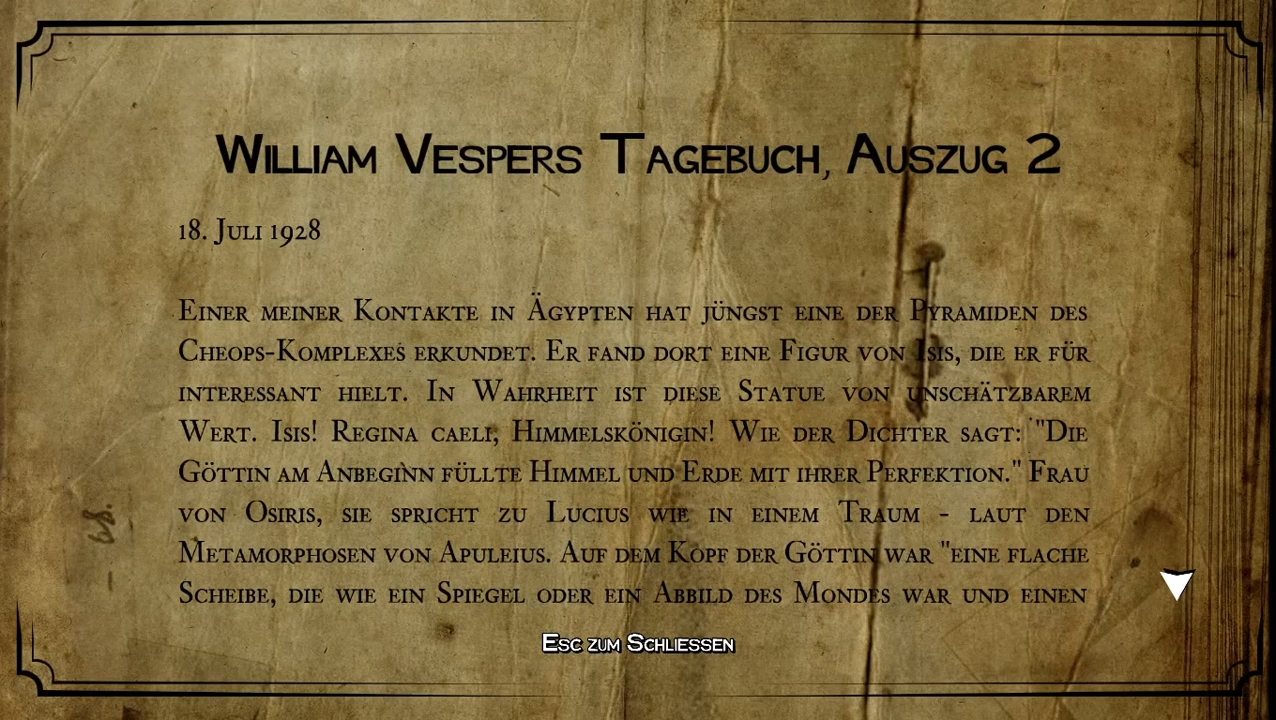 William Vespers Tagebuch, Auszug 2
18. Juli 1928
Einer meiner Kontakte in Ägypten hat jüngst eine der Pyramiden des
Cheops-Komplexes erkundet. Er fand dort eine Figur von Isis, die er für
interessant hielt. In Wahrheit ist diese Statue von unschätzbarem
Wert. Isis! Regina caeli, Himmelskönigin! Wie der Dichter sagt: "Die
Göttin am Anbeginn füllte Himmel und Erde mit ihrer Perfektion." Frau
von Osiris, sie spricht zu Lucius wie in einem Traum - laut den
Metamorphosen von Apuleius. Auf dem Kopf der Göttin war "eine flache
Scheibe, die wie ein Spiegel oder ein Abbild des Mondes war und einen
Esc zum Schliessen